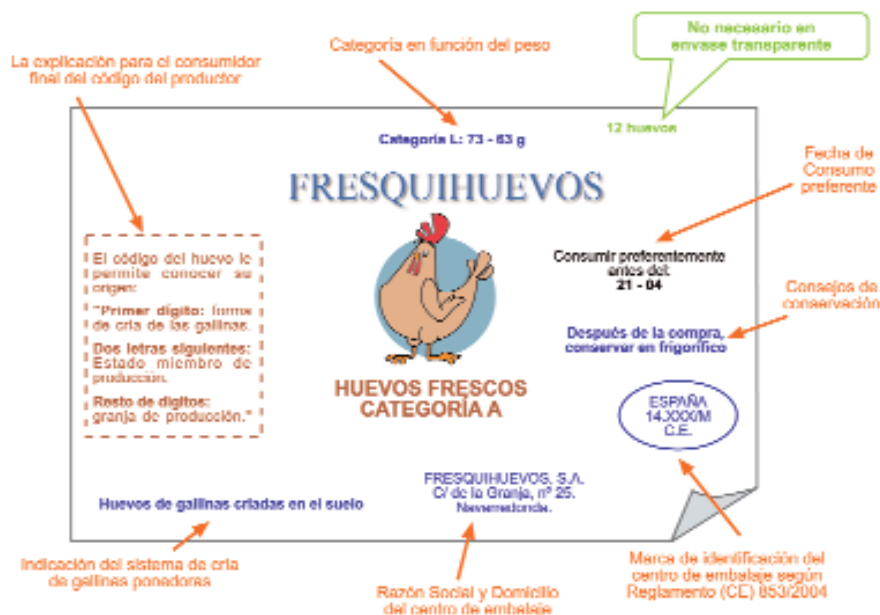 No necesario en
envase transparente
Categoría en función del peso
La explicación para el consumidor
final del código del productor
12 huevos
Categoría L: 73 - 63 g
Fecha de
Consumo
preferente
FRESQUIHUEVOS
El código del huevo le
permite conocer su
origen:
"Primer dígito: forma
de cría de las gallinas.
Dos letras siguientes:
Estado miembro de
producción.
Resto de dígitos:
granja de producción."
Consumir preferentemente
antes del:
21 - 04
Consejos de
conservación
Después de la compra,
conservar en frigorífico
HUEVOS FRESCOS
CATEGORÍA A
ESPAÑA
14.XXX/M
C.E.
FRESQUIHUEVOS, S.A.
C/ de la Granja, nº 25.
Navarredonda.
Huevos de gallinas criadas en el suelo
Indicación del sistema de cría
de gallinas ponedoras
Razón Social y Domicilio
del centro de embalaje
Marca de identificación del
centro de embalaje según
Reglamento (CE) 853/2004